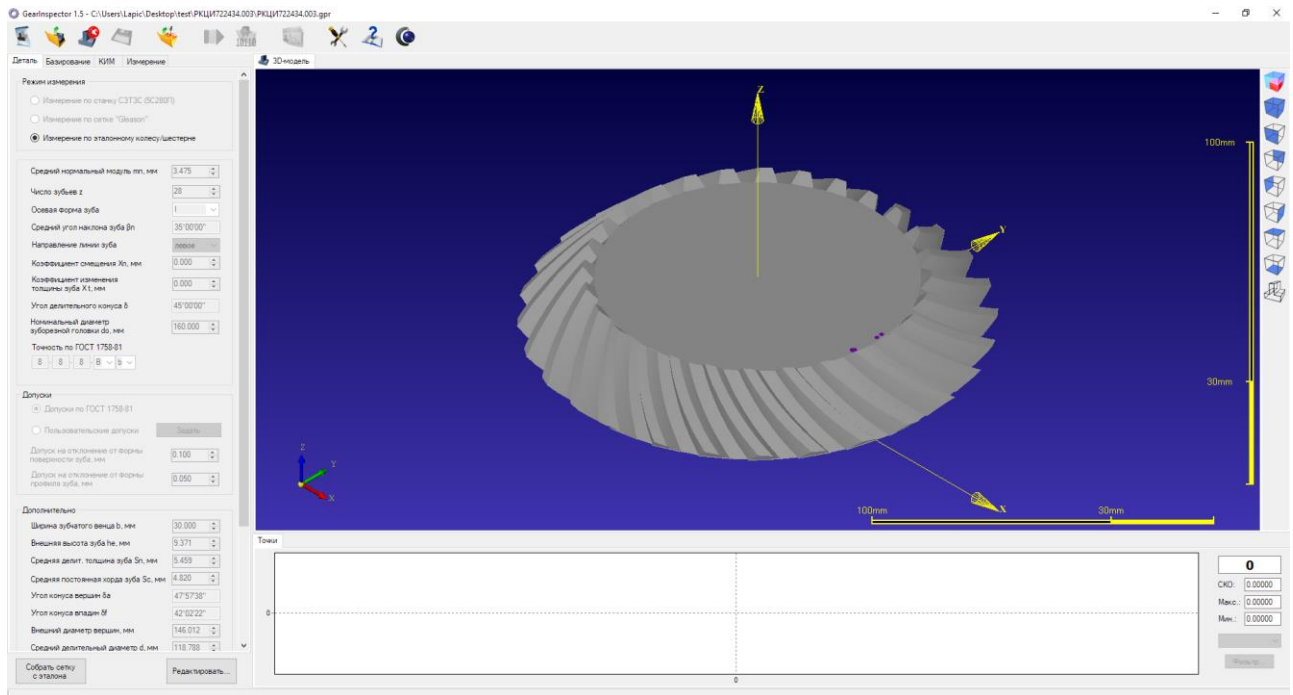 GearInspector 1.5 - C:\Users\Lapic\Desktop\test\РКЦИ722434.003\РКЦИ722434.003.gpr
Деталь Базирование КИМ Измерение
3D-модель
Режим измерения
Измерение по станку СЗТЗС (5С280П)
Измерение по сетке "Gleason"
Измерение по эталонному колесу/шестерне
Средний нормальный модуль mn, мм 3.475
Число зубьев z 28
Осевая форма зуба I
Средний угол наклона зуба βn 35°00'00"
Направление линии зуба левое
Коэффициент смещения Xn, мм 0.000
Коэффициент изменения
толщины зуба Xt, мм 0.000
Угол делительного конуса δ 45°00'00"
Номинальный диаметр
зуборезной головки do, мм 160.000
Точность по ГОСТ 1758-81
8 - 8 - 8 - B b
Допуски
Допуски по ГОСТ 1758-81
Пользовательские допуски Задать
Допуск на отклонение от формы
поверхности зуба, мм 0.100
Допуск на отклонение от формы
профиля зуба, мм 0.050
Дополнительно
Ширина зубчатого венца b, мм 30.000
Внешняя высота зуба he, мм 9.371
Средняя делит. толщина зуба Sn, мм 5.459
Средняя постоянная хорда зуба Sc, мм 4.820
Угол конуса вершин δa 47°57'38"
Угол конуса впадин δf 42°02'22"
Внешний диаметр вершин, мм 146.012
Средний делительный диаметр d, мм 118.788
Собрать сетку
с эталона
Редактировать...
Z
Y
X
100mm
30mm
Z
Y
X
100mm 30mm
Точки
0
0
0
СКО: 0.00000
Макс.: 0.00000
Мин.: 0.00000
Фильтр...